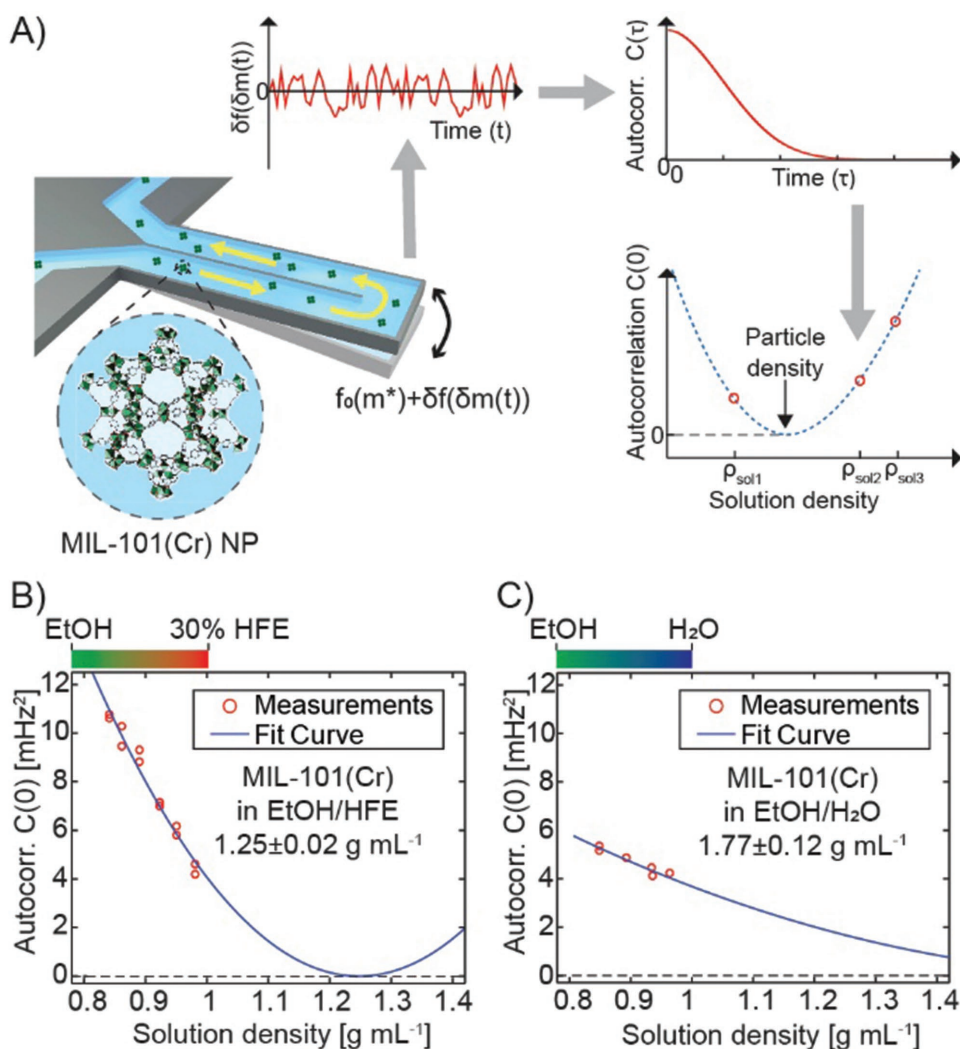 A)
δf(δm(t))
0
Time (t)
Autocorr. C(τ)
0
0
Time (τ)
f₀(m*)+δf(δm(t))
MIL-101(Cr) NP
Autocorrelation C(0)
Particle
density
0
ρsol1
ρsol2
ρsol3
Solution density
B)
EtOH
30% HFE
Autocorr. C(0) [mHz²]
12
10
8
6
4
2
0
Measurements
Fit Curve
MIL-101(Cr)
in EtOH/HFE
1.25±0.02 g mL⁻¹
0.8 0.9 1 1.1 1.2 1.3 1.4
Solution density [g mL⁻¹]
C)
EtOH
H₂O
Autocorr. C(0) [mHz²]
12
10
8
6
4
2
0
Measurements
Fit Curve
MIL-101(Cr)
in EtOH/H₂O
1.77±0.12 g mL⁻¹
0.8 0.9 1 1.1 1.2 1.3 1.4
Solution density [g mL⁻¹]